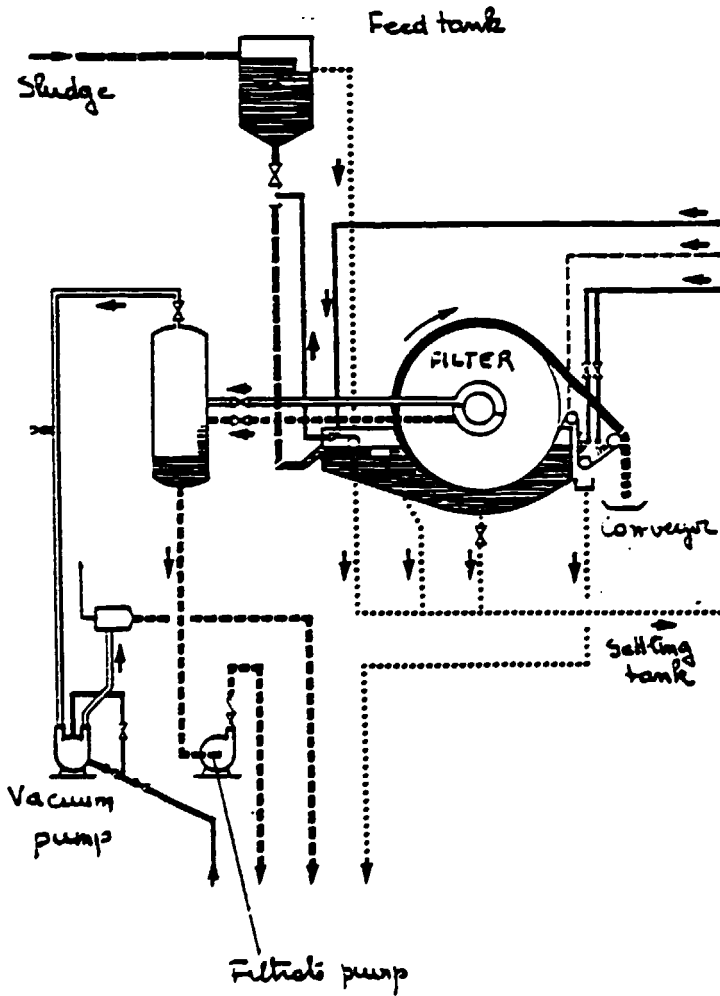 Feed tank
Sludge
FILTER
Conveyor
Settling
tank
Vacuum
pump
Filtrate pump